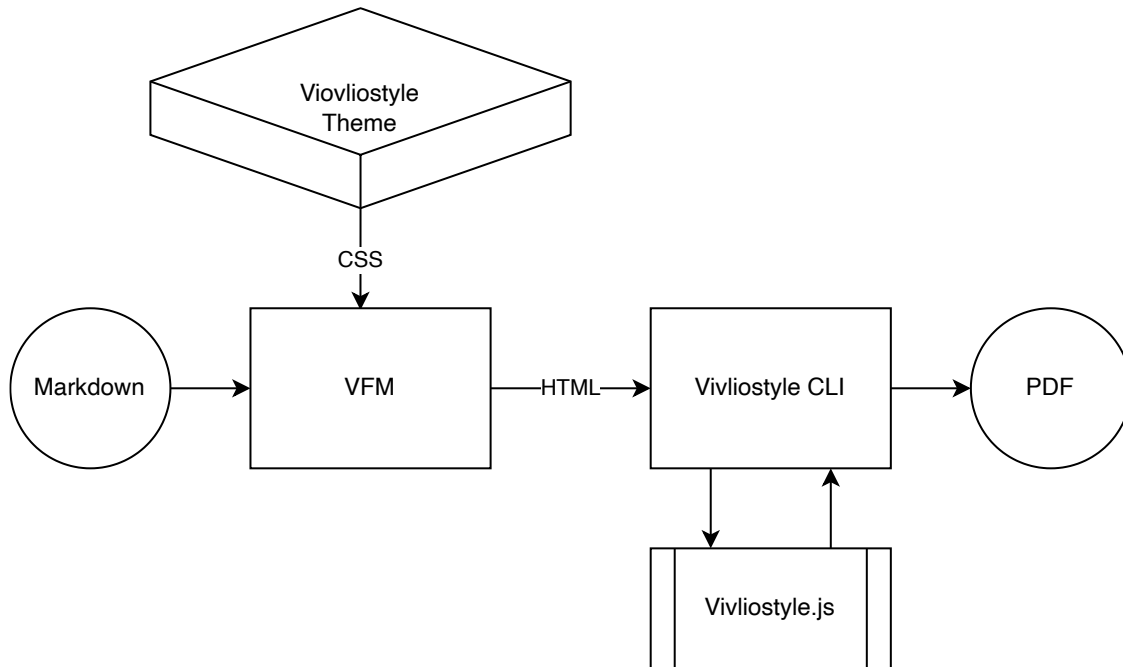 Viovliostyle
Theme
CSS
Markdown
VFM
HTML
Vivliostyle CLI
PDF
Vivliostyle.js